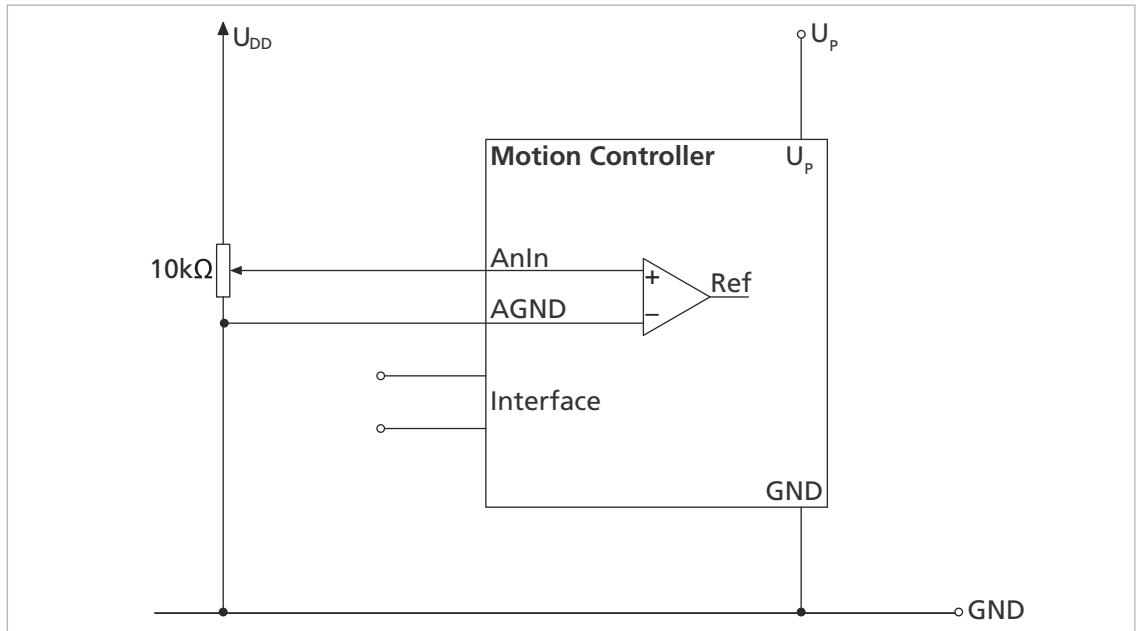 U_DD
U_P
Motion Controller
U_P
AnIn
10kΩ
+
Ref
AGND
–
Interface
GND
GND